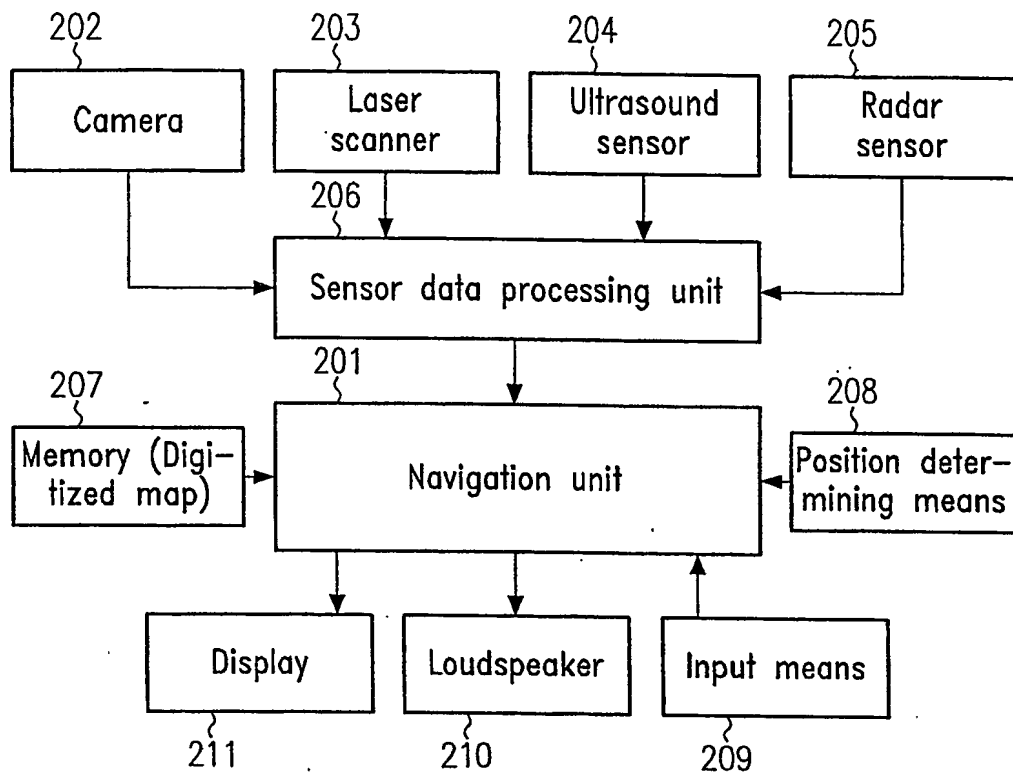 202
203
204
205
Camera
Laser
scanner
Ultrasound
sensor
Radar
sensor
206
Sensor data processing unit
201
207
208
Memory (Digi-
tized map)
Navigation unit
Position deter-
mining means
Display
Loudspeaker
Input means
211
210
209